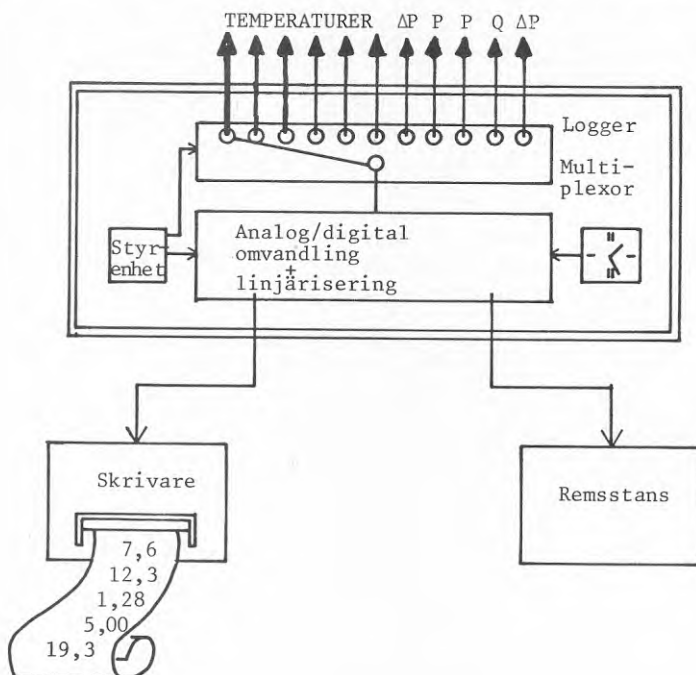 TEMPERATURER ΔP P P Q ΔP
Logger
Multi-
plexor
Styr-
enhet
Analog/digital
omvandling
+
linjärisering
Skrivare
Remsstans
7,6
12,3
1,28
5,00
19,3